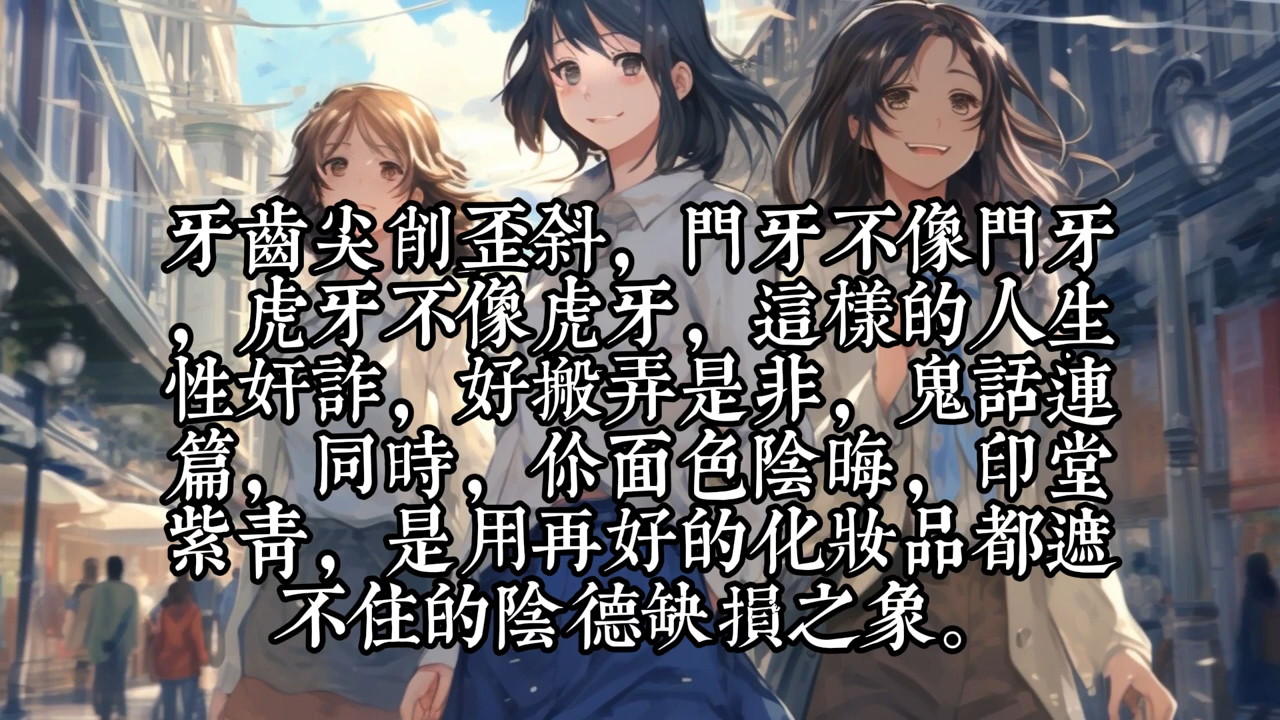 牙齒尖削歪斜，門牙不像門牙
，虎牙不像虎牙，這樣的人生
性奸詐，好搬弄是非，鬼話連
篇，同時，你面色陰晦，印堂
紫青，是用再好的化妝品都遮
不住的陰德缺損之象。